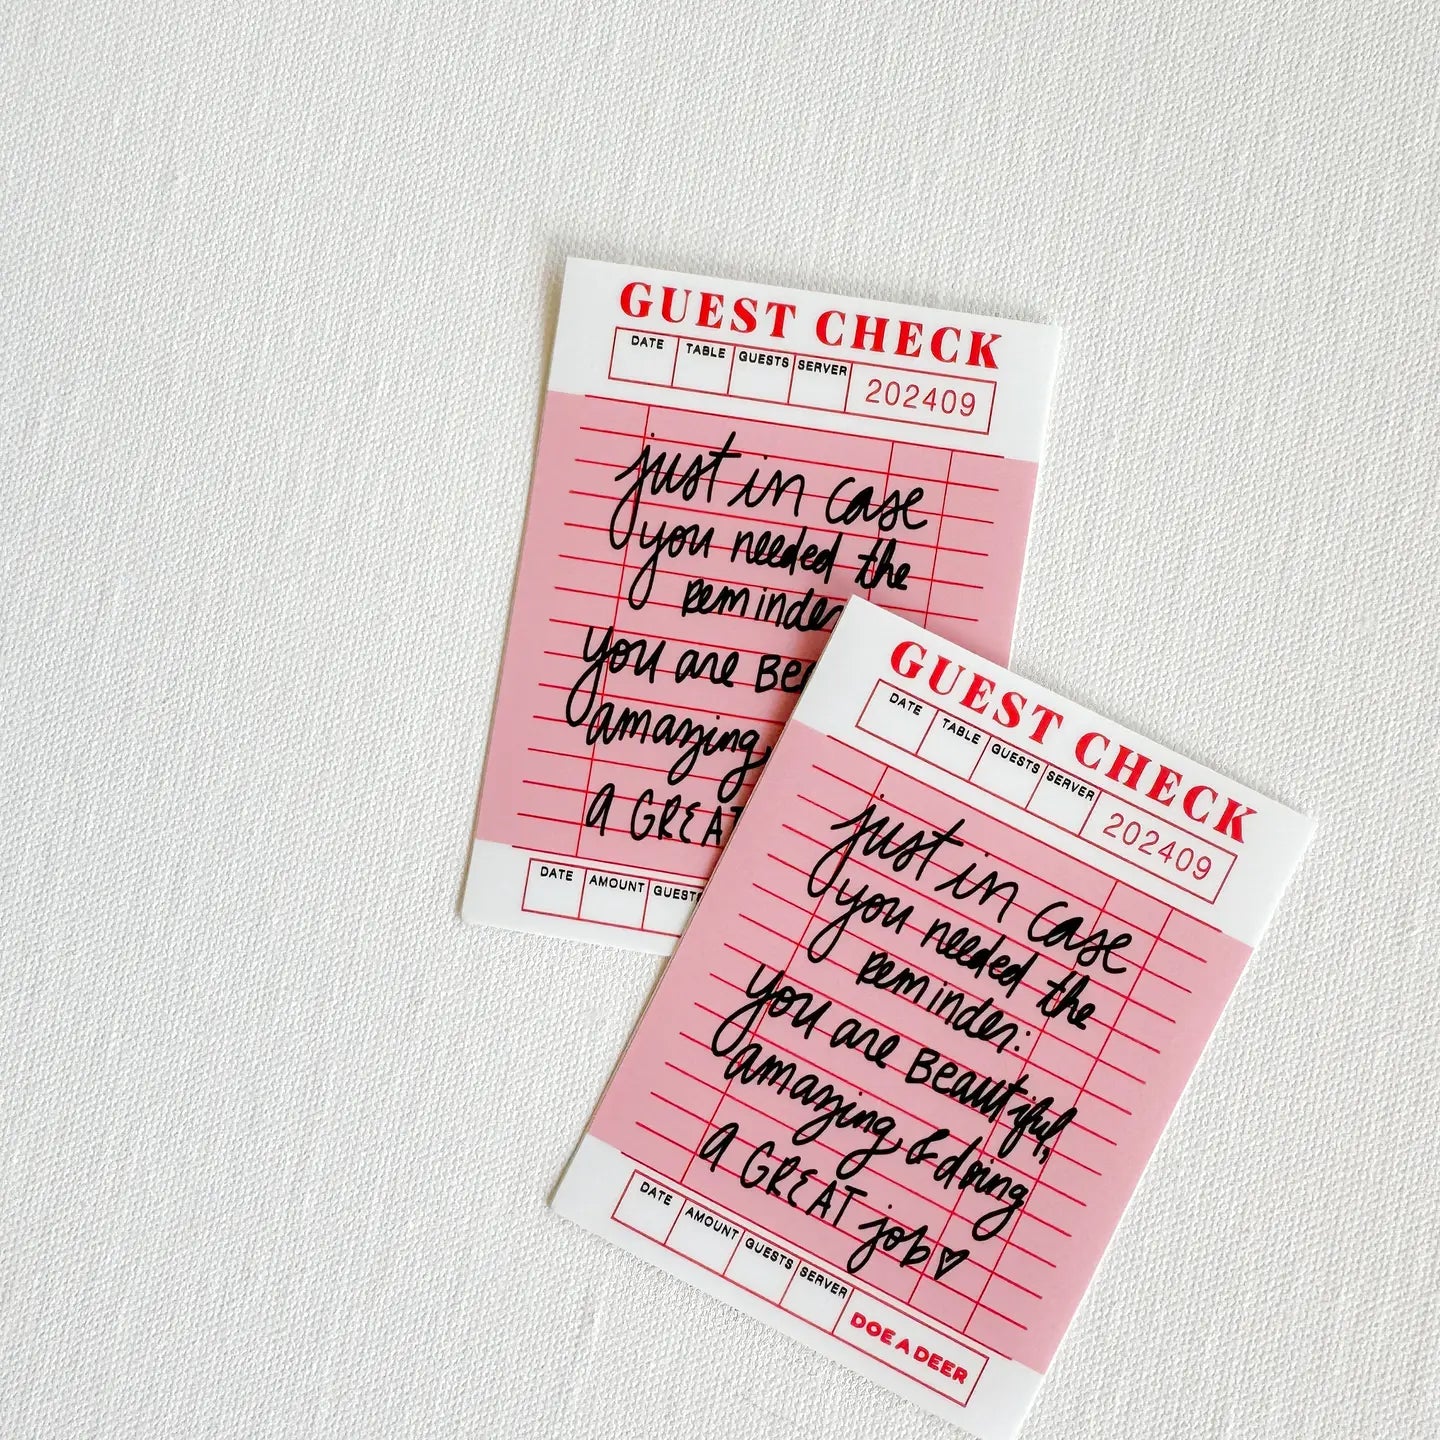 GUEST CHECK
DATE TABLE GUESTS SERVER 202409
just in case
you needed the
reminder
you are
amazing,
a GREAT
DATE AMOUNT
GUEST CHECK
DATE TABLE GUESTS SERVER 202409
just in case
you needed the
reminder:
you are Beautiful,
amazing, & doing
a GREAT job♡
DATE AMOUNT GUESTS SERVER DOE A DEER